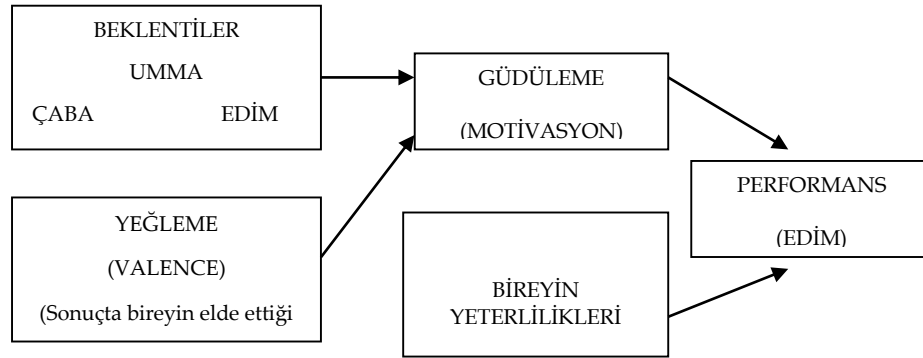 BEKLENTİLER
UMMA
ÇABA EDİM
GÜDÜLEME
(MOTİVASYON)
YEĞLEME
(VALENCE)
(Sonuçta bireyin elde ettiği
BİREYİN
YETERLİLİKLERİ
PERFORMANS
(EDİM)